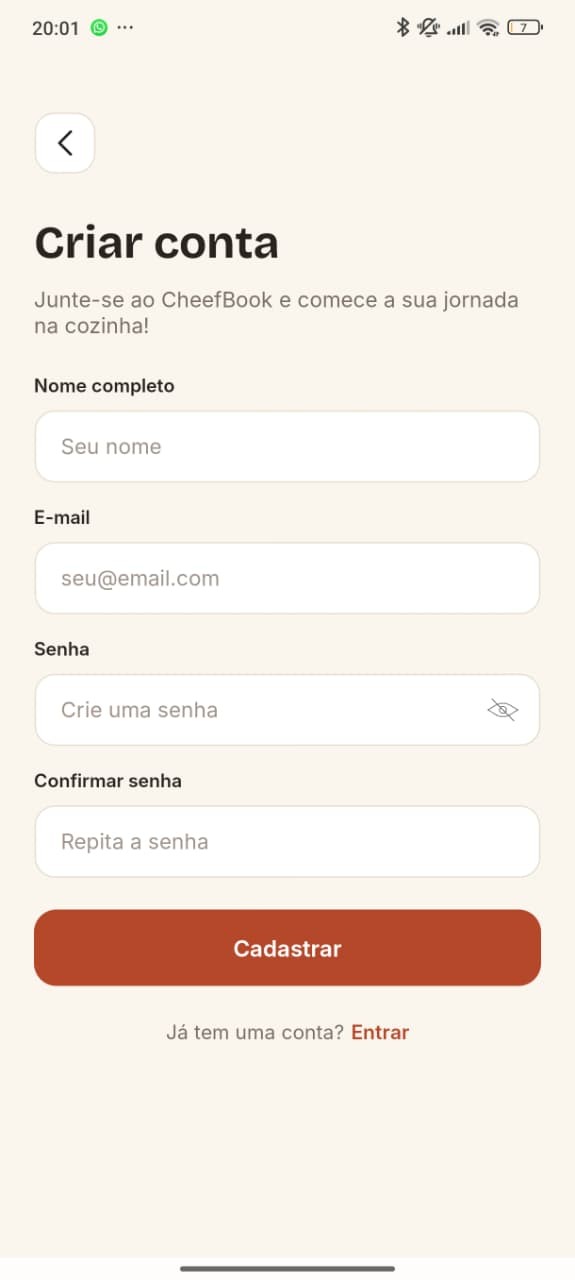 20:01
7
Criar conta
Junte-se ao CheefBook e comece a sua jornada
na cozinha!
Nome completo
Seu nome
E-mail
seu@email.com
Senha
Crie uma senha
Confirmar senha
Repita a senha
Cadastrar
Já tem uma conta? Entrar